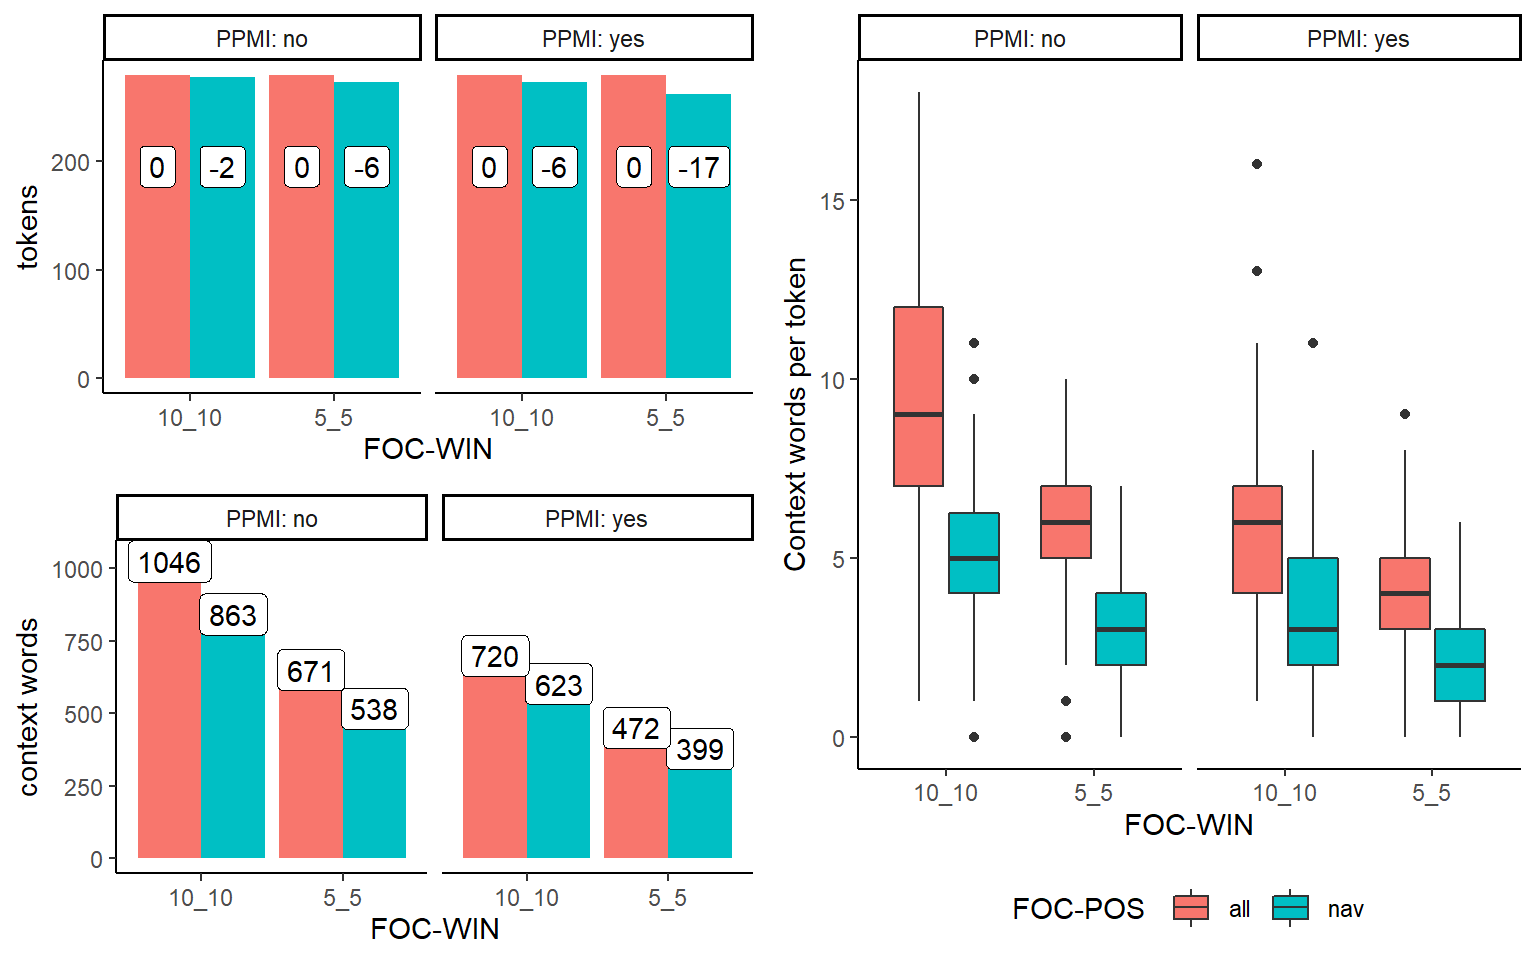 PPMI: no PPMI: yes
tokens
200
100
0
0 -2 0 -6 0 -6 0 -17
10_10 5_5 10_10 5_5
FOC-WIN
PPMI: no PPMI: yes
context words
1000
750
500
250
0
1046 863 671 538 720 623 472 399
10_10 5_5 10_10 5_5
FOC-WIN
PPMI: no PPMI: yes
Context words per token
15
10
5
0
10_10 5_5 10_10 5_5
FOC-WIN
FOC-POS all nav